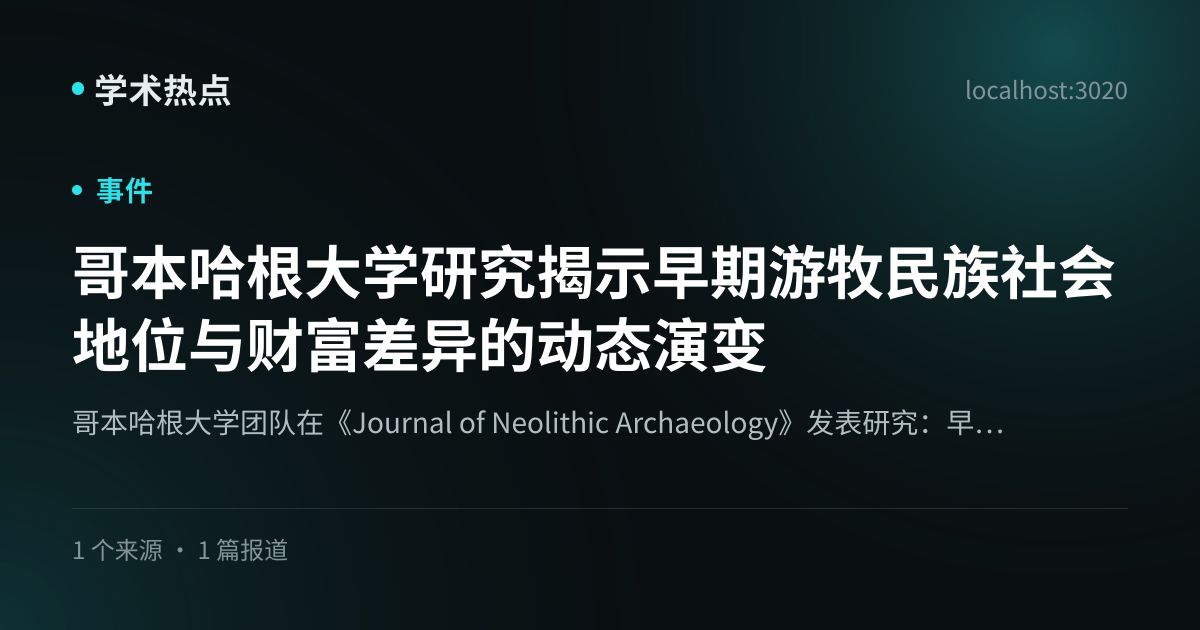 学术热点
localhost:3020
事件
哥本哈根大学研究揭示早期游牧民族社会
地位与财富差异的动态演变
哥本哈根大学团队在《Journal of Neolithic Archaeology》发表研究：早…
1 个来源 · 1 篇报道